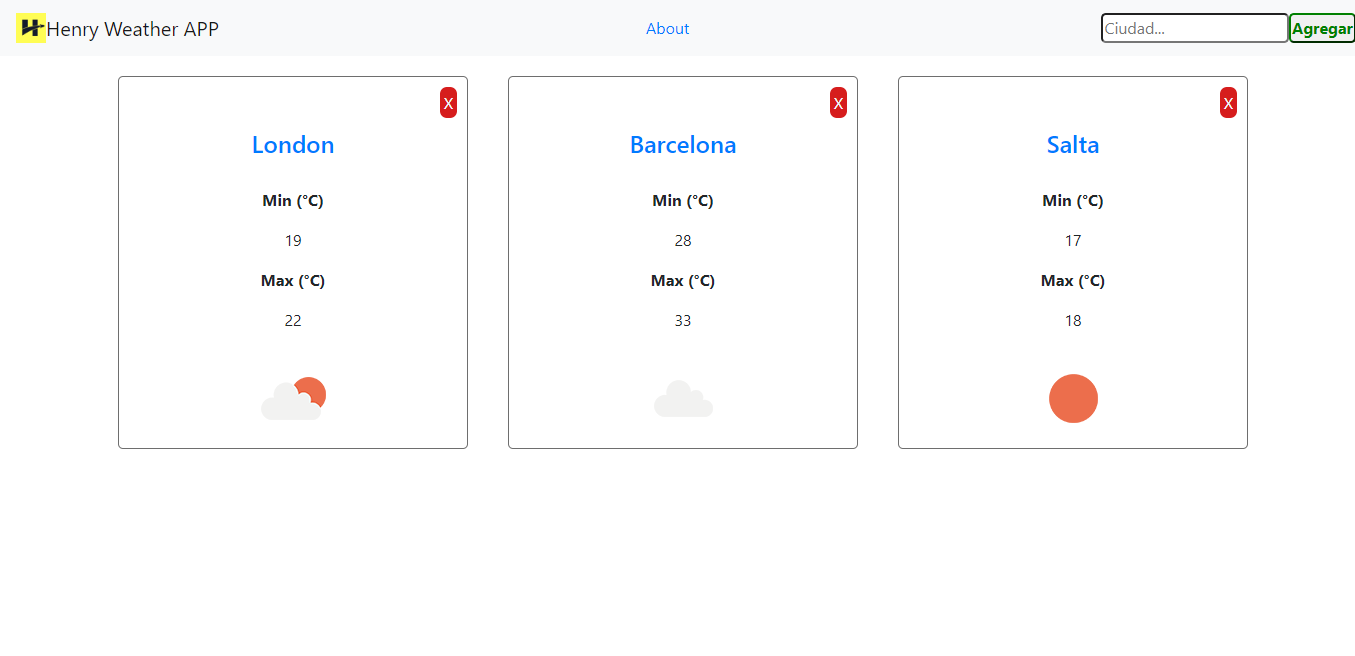 Henry Weather APP
About
Ciudad...
Agregar
X
London
Min (°C)
19
Max (°C)
22
X
Barcelona
Min (°C)
28
Max (°C)
33
X
Salta
Min (°C)
17
Max (°C)
18